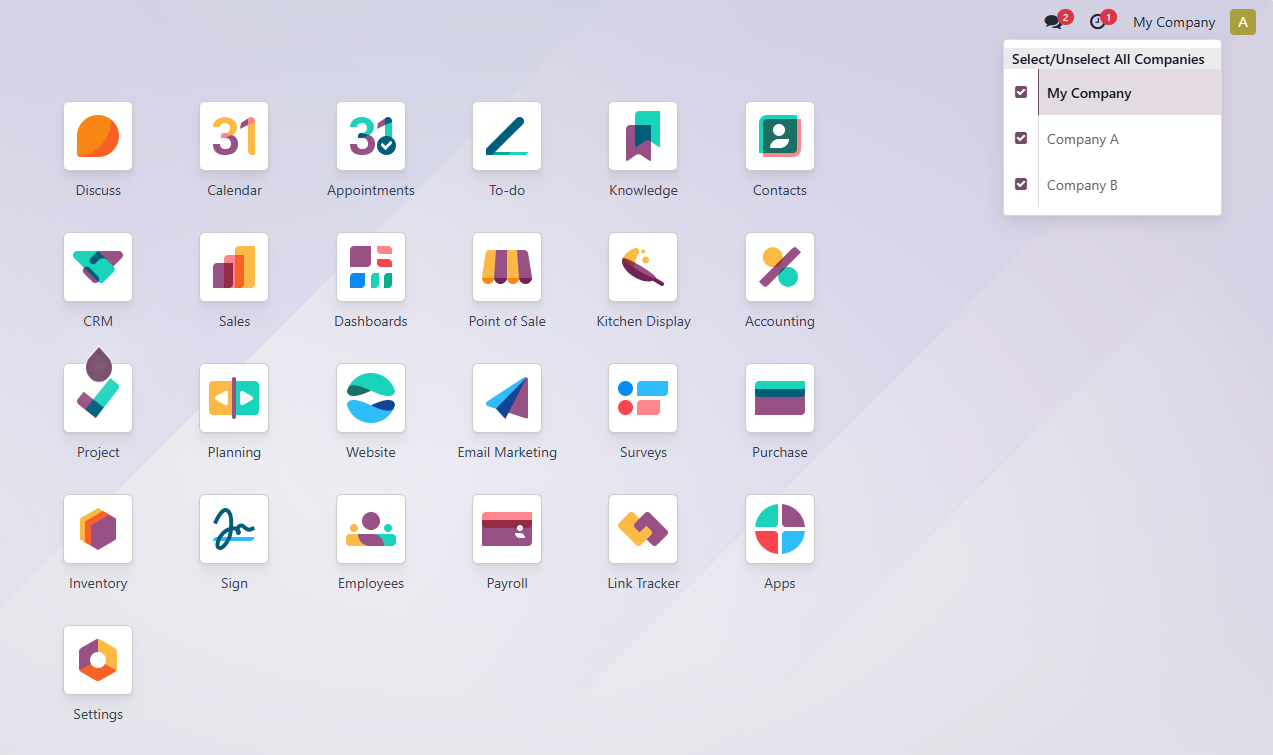 2
1
My Company
A
Select/Unselect All Companies
My Company
Company A
Company B
31
31
Discuss
Calendar
Appointments
To-do
Knowledge
Contacts
CRM
Sales
Dashboards
Point of Sale
Kitchen Display
Accounting
Project
Planning
Website
Email Marketing
Surveys
Purchase
Inventory
Sign
Employees
Payroll
Link Tracker
Apps
Settings